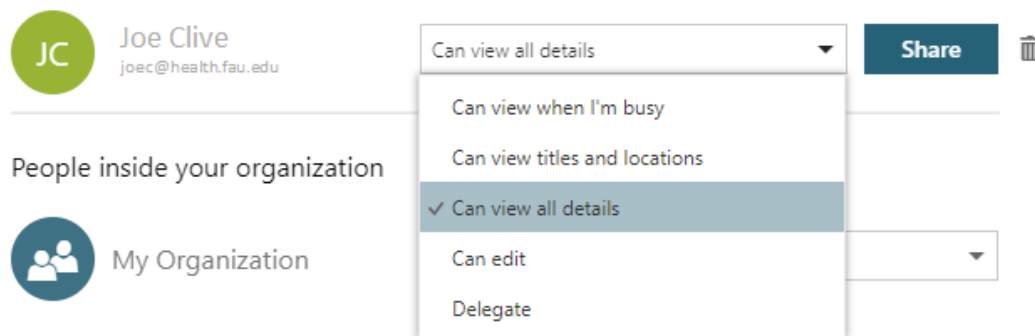 JC
Joe Clive
joec@health.fau.edu
Can view all details
Share
Can view when I'm busy
Can view titles and locations
Can view all details
Can edit
Delegate
People inside your organization
My Organization